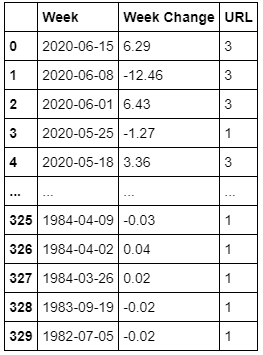 Week Week Change URL
0 2020-06-15 6.29 3
1 2020-06-08 -12.46 3
2 2020-06-01 6.43 3
3 2020-05-25 -1.27 1
4 2020-05-18 3.36 3
... ... ... ...
325 1984-04-09 -0.03 1
326 1984-04-02 0.04 1
327 1984-03-26 0.02 1
328 1983-09-19 -0.02 1
329 1982-07-05 -0.02 1